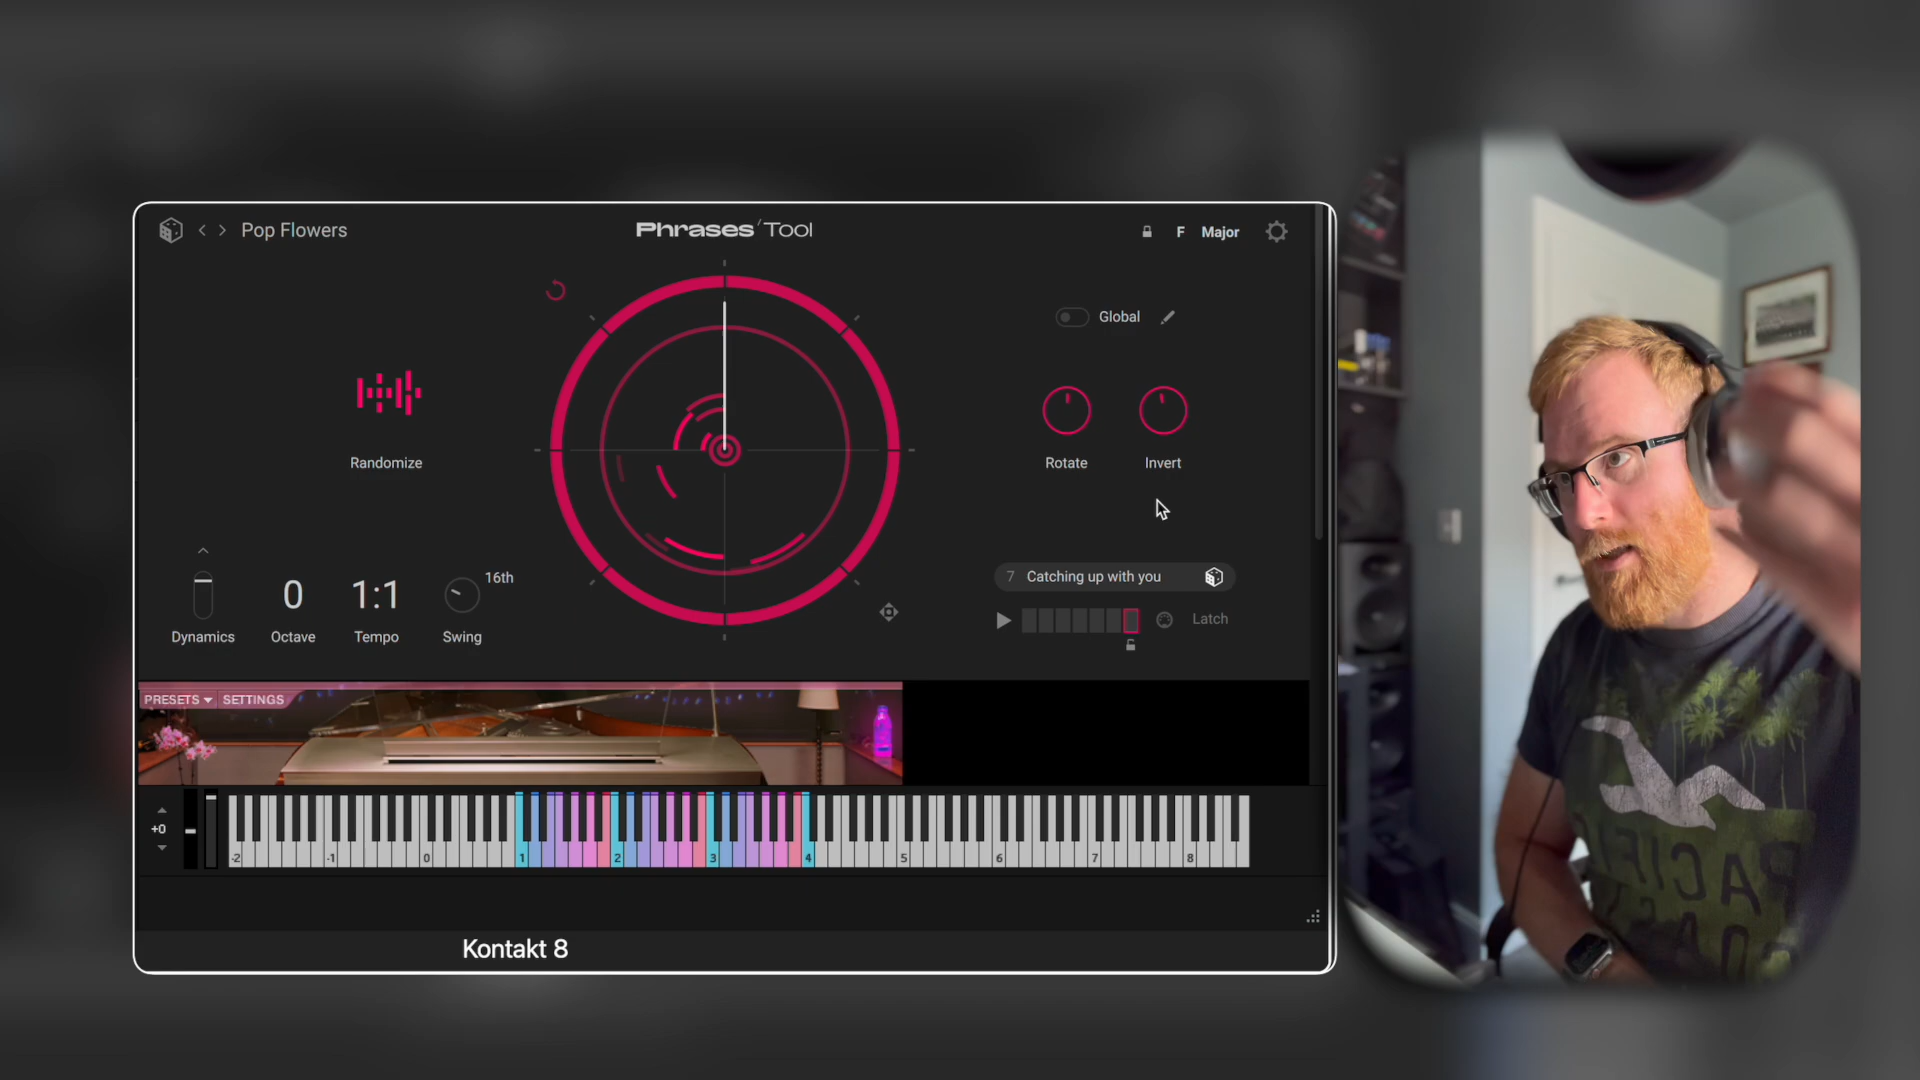 Pop Flowers
Phrases'Tool
F Major
Global
Randomize
Rotate
Invert
16th
0
1:1
Dynamics
Octave
Tempo
Swing
7 Catching up with you
Latch
PRESETS
SETTINGS
+0
-2 -1 0 1 2 3 4 5 6 7 8
Kontakt 8
PACIFIC